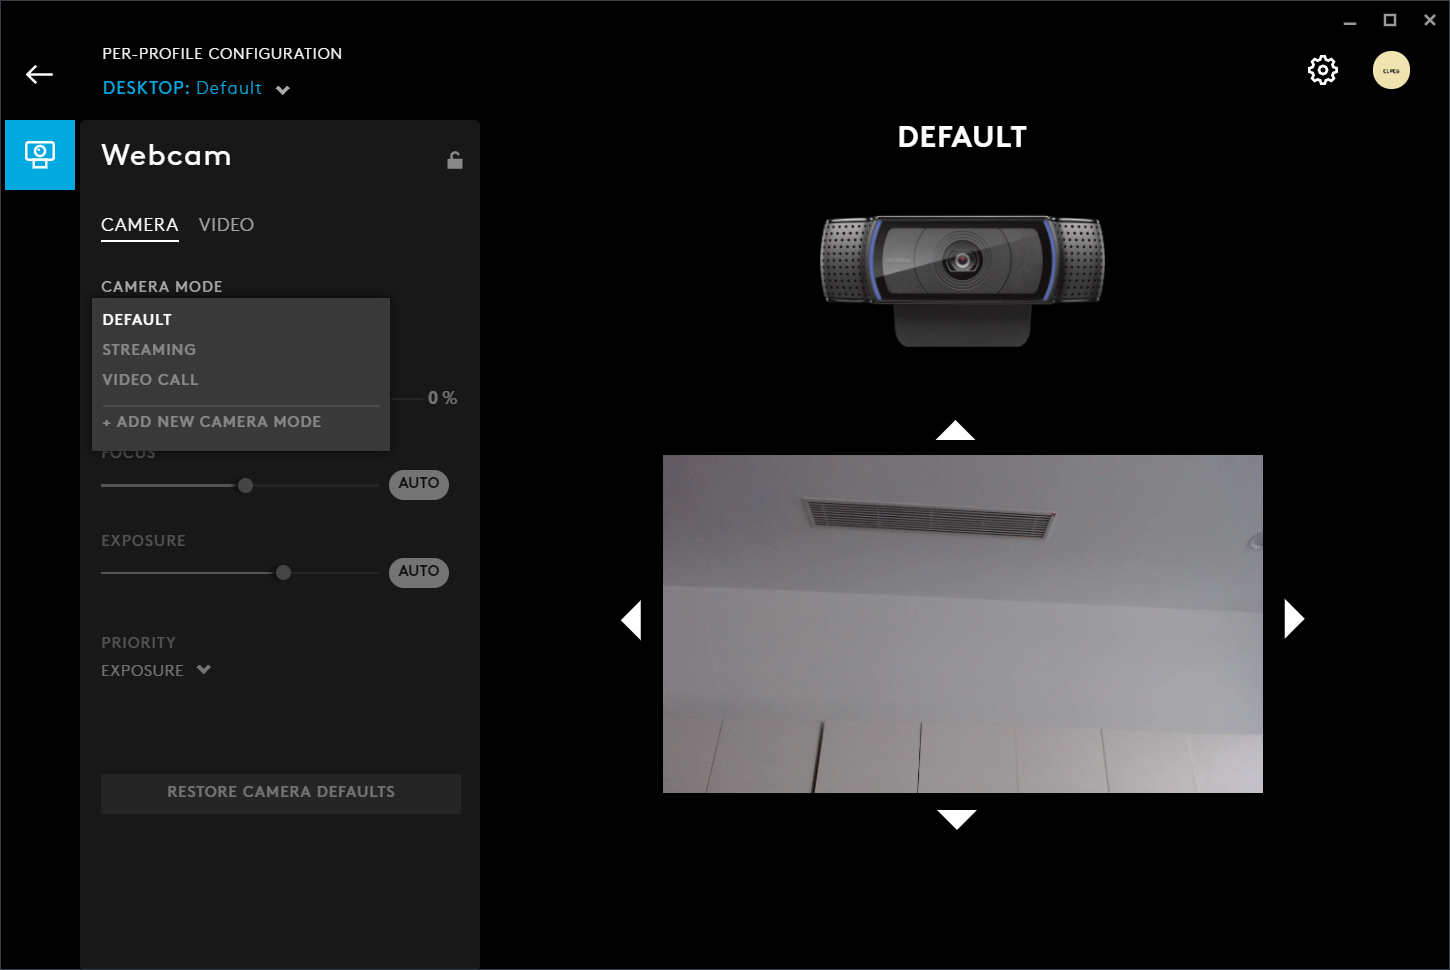 PER-PROFILE CONFIGURATION
DESKTOP: Default
Webcam
CAMERA VIDEO
CAMERA MODE
DEFAULT
STREAMING
VIDEO CALL
0 %
+ ADD NEW CAMERA MODE
FOCUS
AUTO
EXPOSURE
AUTO
PRIORITY
EXPOSURE
RESTORE CAMERA DEFAULTS
DEFAULT